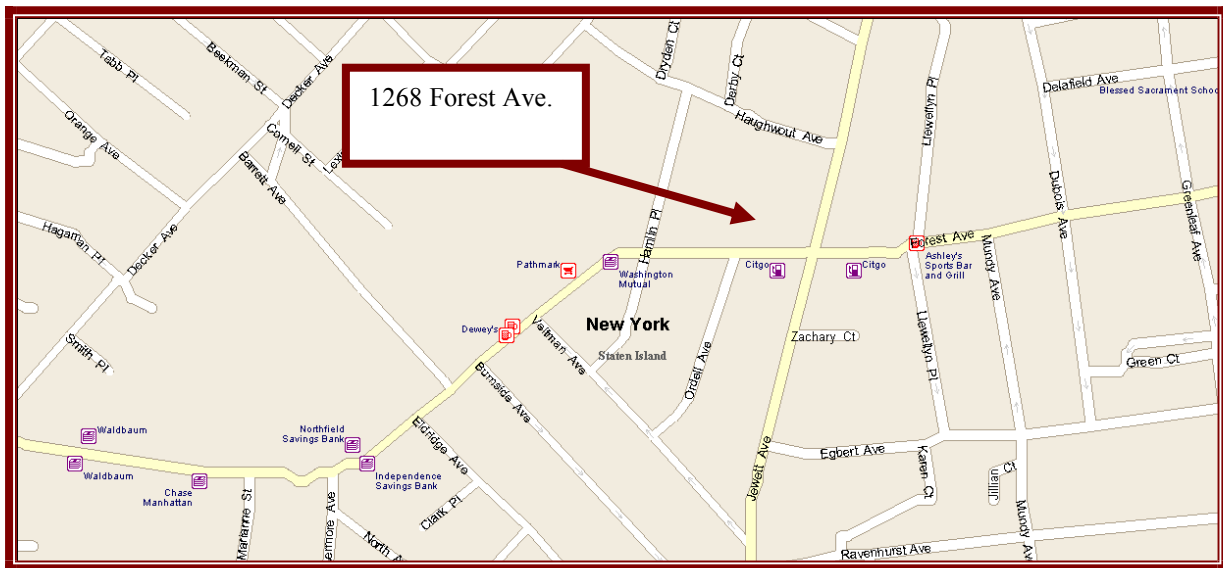 Tabb Pl
Beekman St
Decker Ave
Dryden Ct
Derby Ct
Llewellyn Pl
Delafield Ave
Blessed Sacrament Schoo
1268 Forest Ave.
Orange Ave
Cornell St
Lexi
Barrett Ave
Haughwout Ave
Dubois Ave
Greenleaf Ave
Hagaman Pl
Decker Ave
Hamlin Pl
Forest Ave
Mundy Ave
Pathmark
Washington
Mutual
Citgo
Citgo
Ashley's
Sports Bar
and Grill
Dewey's
Veltman Ave
New York
Staten Island
Zachary Ct
Llewellyn Pl
Smith Pl
Burnside Ave
Ordell Ave
Green Ct
Waldbaum
Northfield
Savings Bank
Eldridge Ave
Jewett Ave
Egbert Ave
Karen Ct
Jillian Ct
Waldbaum
Chase
Manhattan
Independence
Savings Bank
Clark Pl
Marianne St
ermore Ave
North A
Mundy Av
Ravenhurst Ave